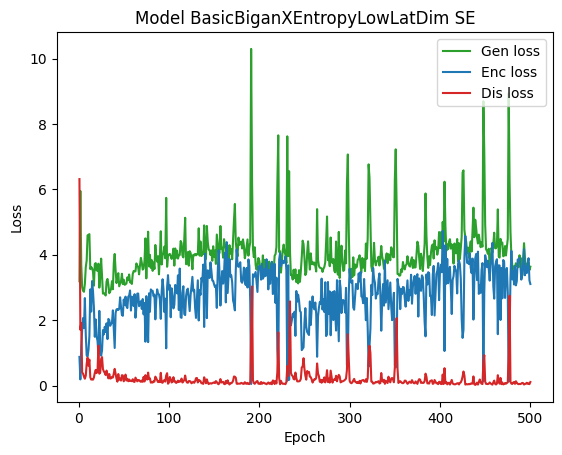 Model BasicBiganXEntropyLowLatDim SE
Gen loss
Enc loss
Dis loss
Loss
10
8
6
4
2
0
0 100 200 300 400 500
Epoch